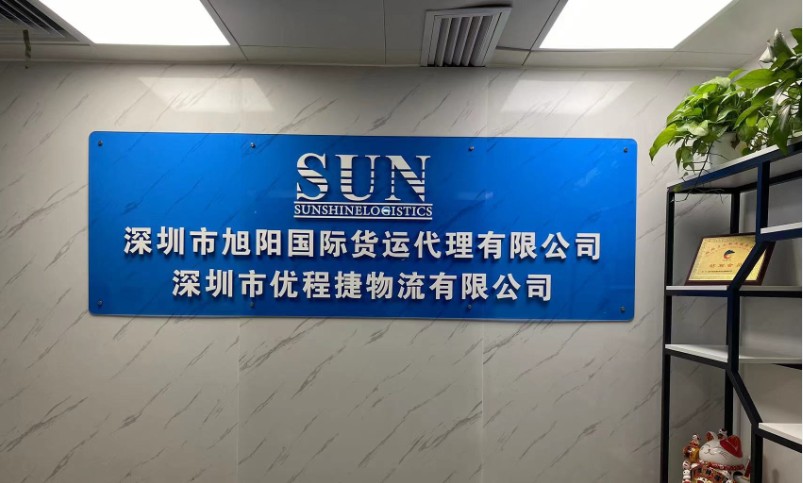 SUN
SUNSHINELOGISTICS
深圳市旭阳国际货运代理有限公司
深圳市优程捷物流有限公司